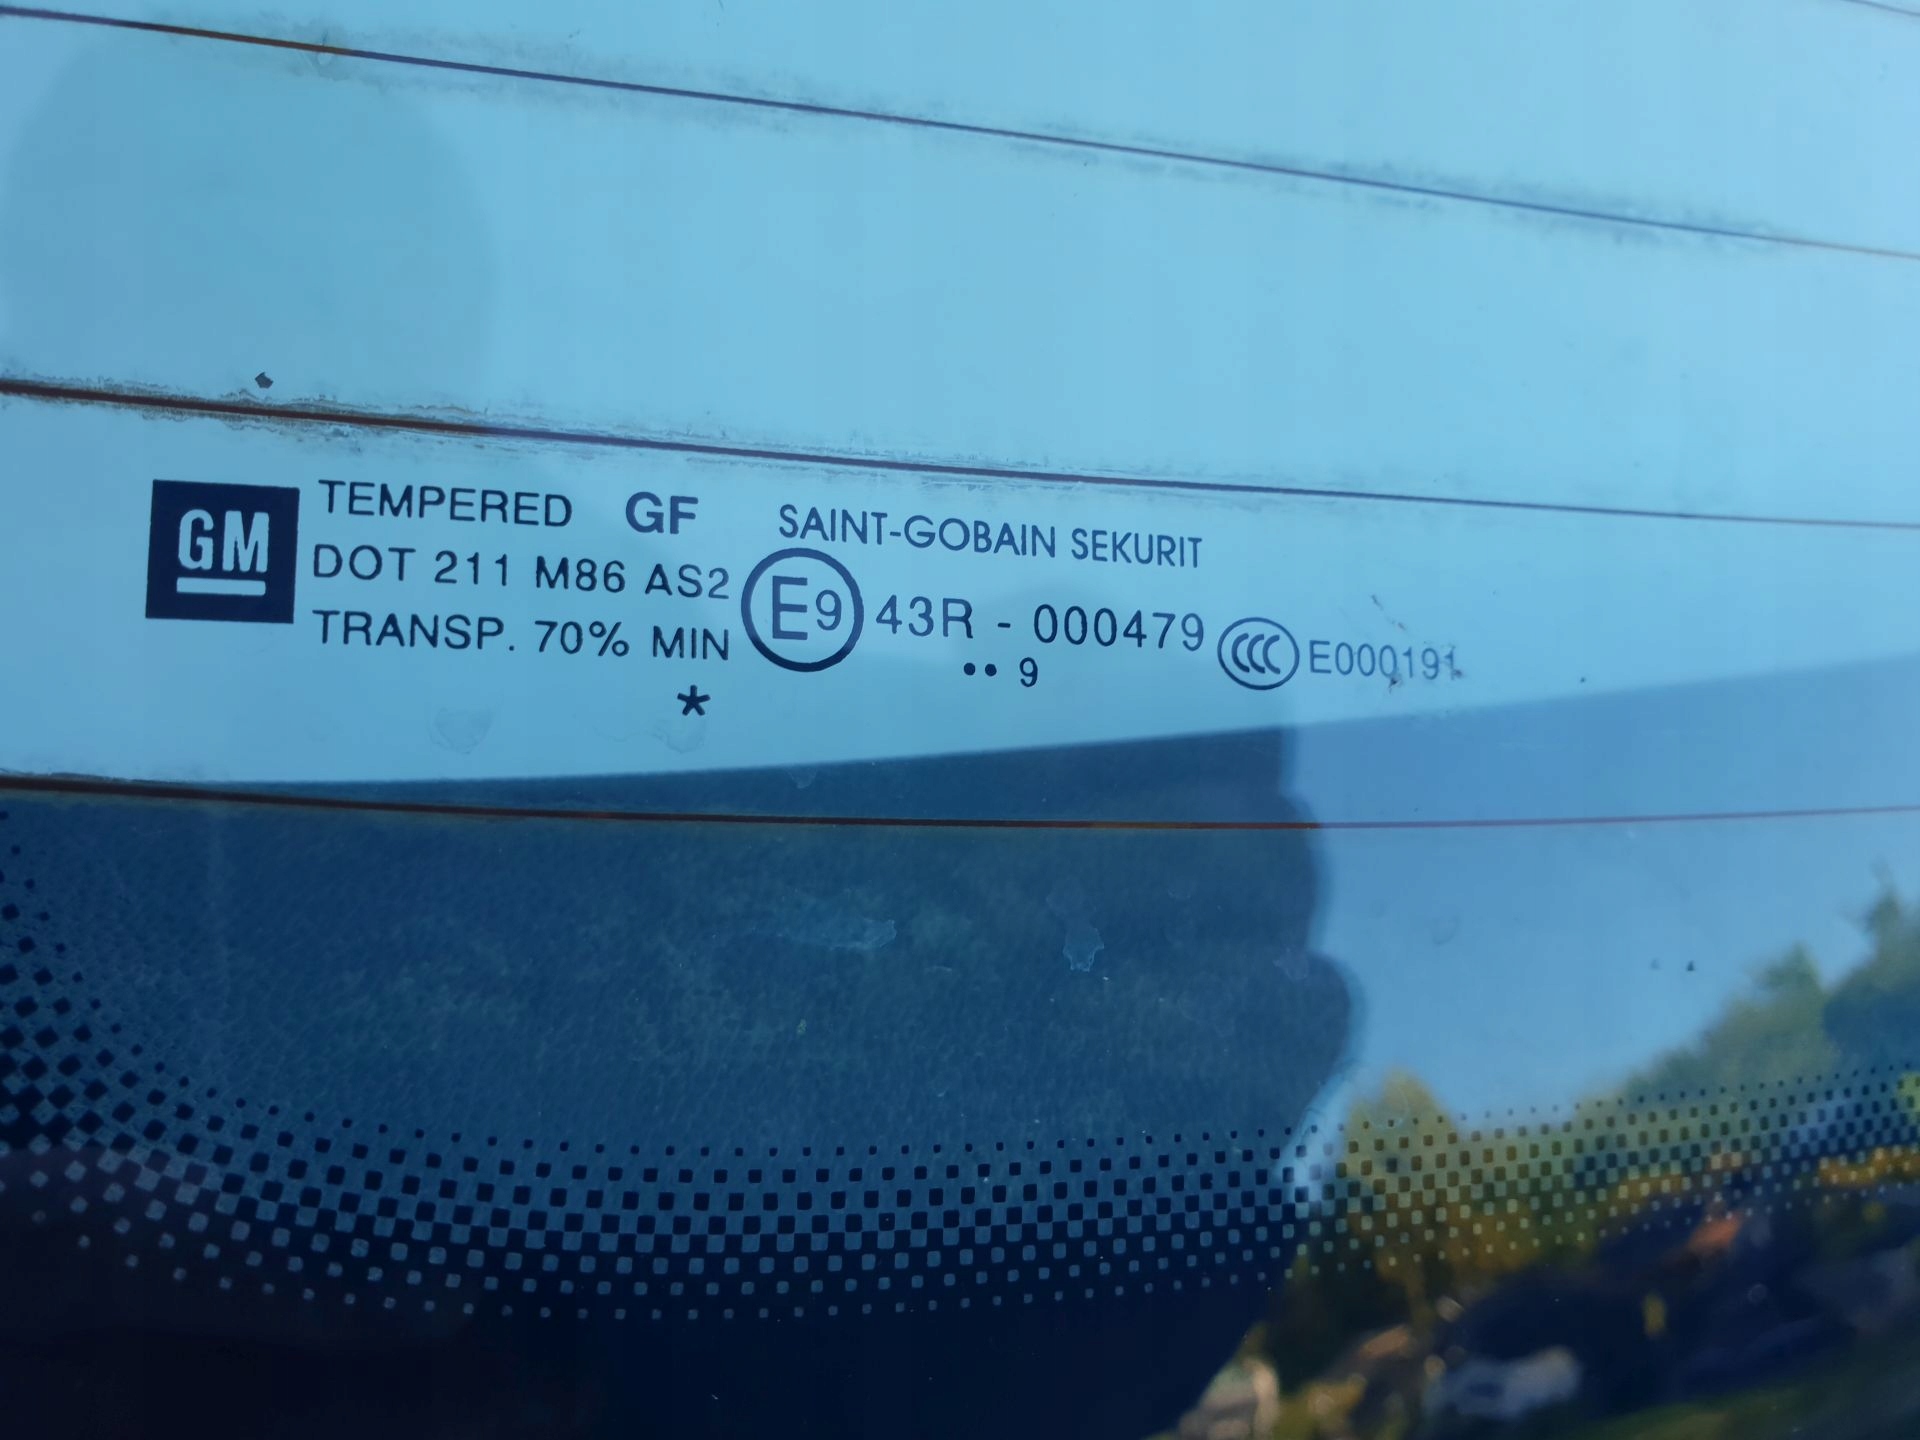 GM
TEMPERED GF
DOT 211 M86 AS2
TRANSP. 70% MIN
*
SAINT-GOBAIN SEKURIT
E9 43R - 000479
•• 9
CCC E000191